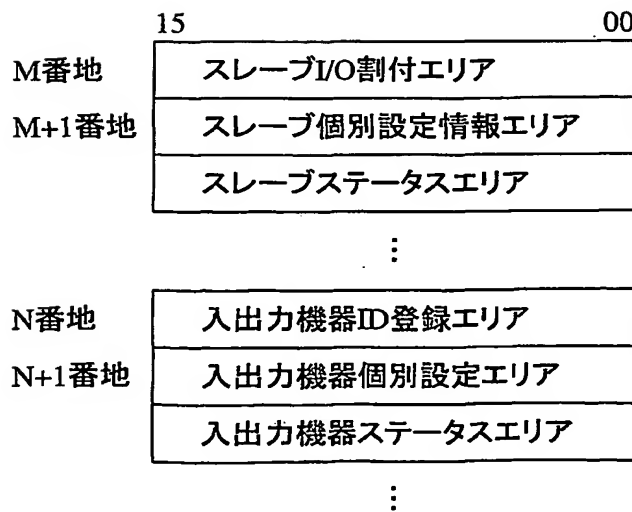 15 00
M番地 スレーブI/O割付エリア
M+1番地 スレーブ個別設定情報エリア
スレーブステータスエリア
⋮
N番地 入出力機器ID登録エリア
N+1番地 入出力機器個別設定エリア
入出力機器ステータスエリア
⋮